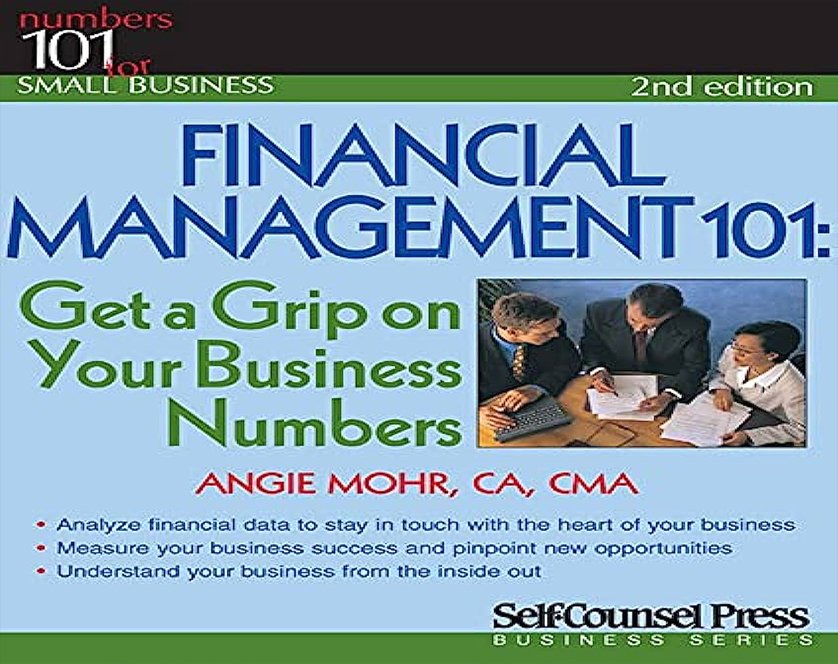 numbers
101 for
SMALL BUSINESS
2nd edition
FINANCIAL
MANAGEMENT 101:
Get a Grip on
Your Business
Numbers
ANGIE MOHR, CA, CMA
• Analyze financial data to stay in touch with the heart of your business
• Measure your business success and pinpoint new opportunities
• Understand your business from the inside out
Self-Counsel Press
BUSINESS SERIES